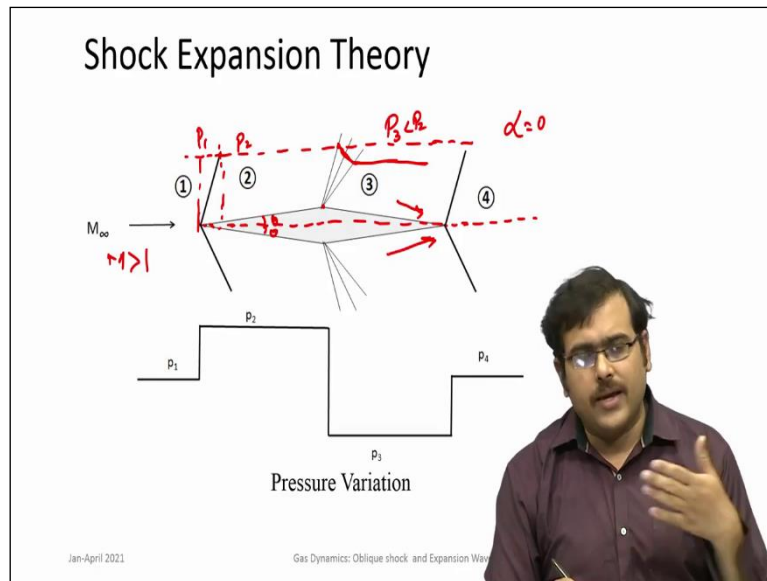 Shock Expansion Theory
P1 P2 P3 < P2 α=0
① ② ③ ④
M∞
M>1
θ
p2
p1 p4
p3
Pressure Variation
Jan-April 2021 Gas Dynamics: Oblique shock and Expansion Wav